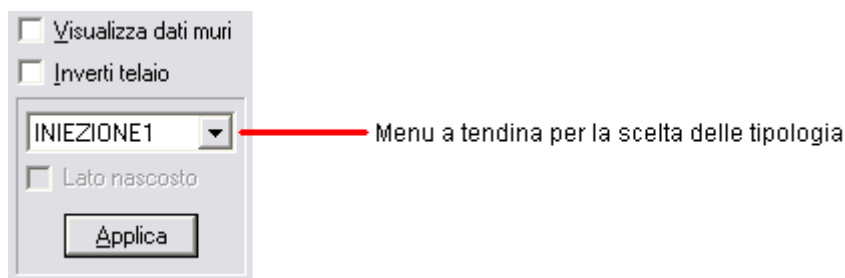 Visualizza dati muri
Inverti telaio
INIEZIONE1
Menu a tendina per la scelta delle tipologia
Lato nascosto
Applica